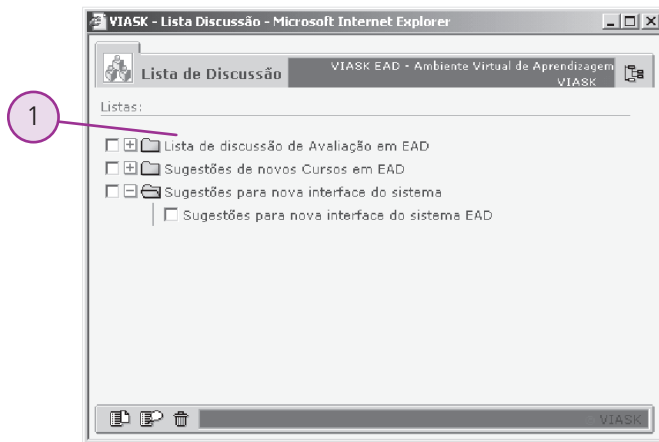 VIASK - Lista Discussão - Microsoft Internet Explorer
Lista de Discussão
VIASK EAD - Ambiente Virtual de Aprendizagem
VIASK
Listas:
1
Lista de discussão de Avaliação em EAD
Sugestões de novos Cursos em EAD
Sugestões para nova interface do sistema
Sugestões para nova interface do sistema EAD
VIASK